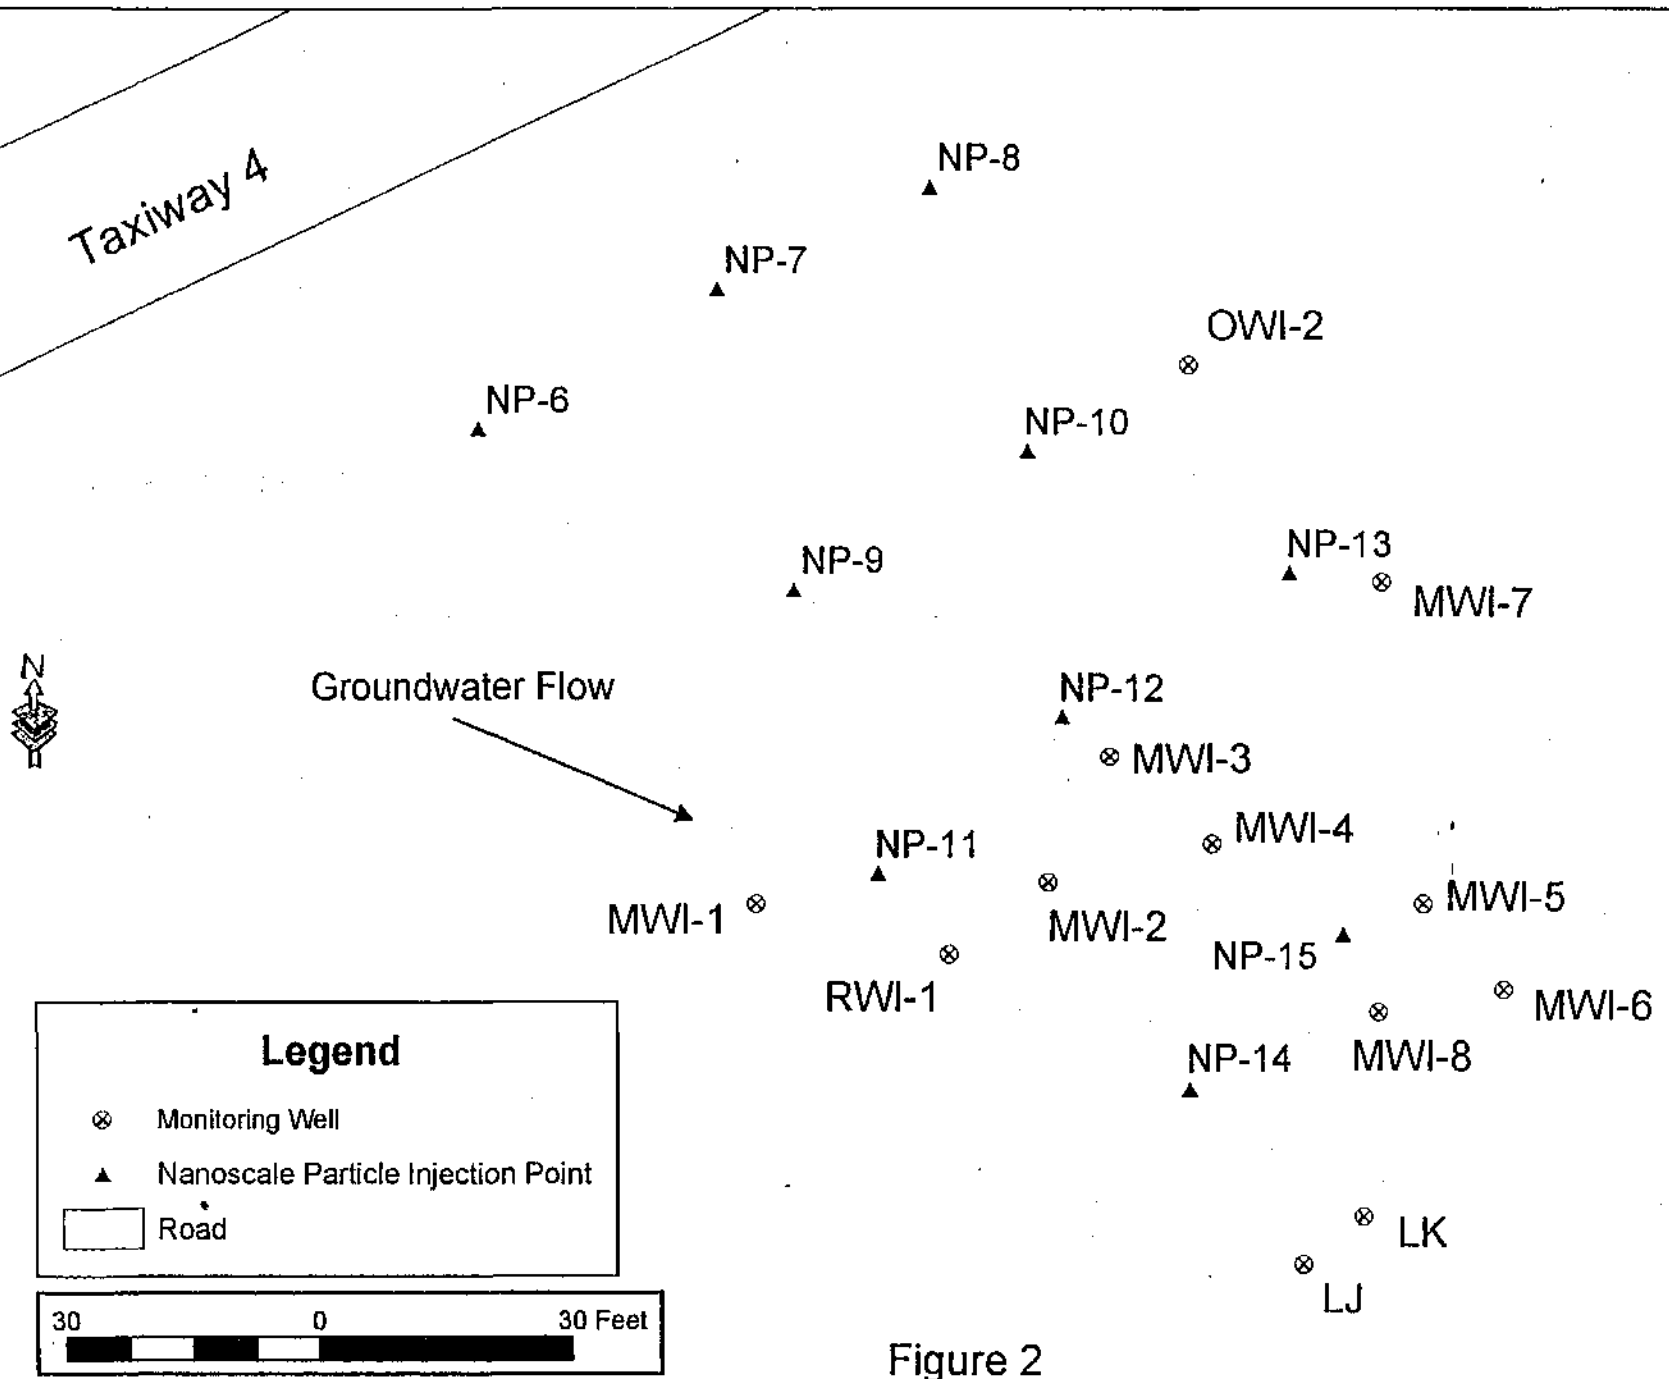 NP-8
Taxiway 4
NP-7
OWI-2
NP-6
NP-10
NP-13
NP-9
MWI-7
N
Groundwater Flow
NP-12
MWI-3
MWI-4
NP-11
MWI-5
MWI-1
MWI-2
NP-15
RWI-1
MWI-6
MWI-8
NP-14
LK
LJ
Legend
Monitoring Well
Nanoscale Particle Injection Point
Road
30 0 30 Feet
Figure 2